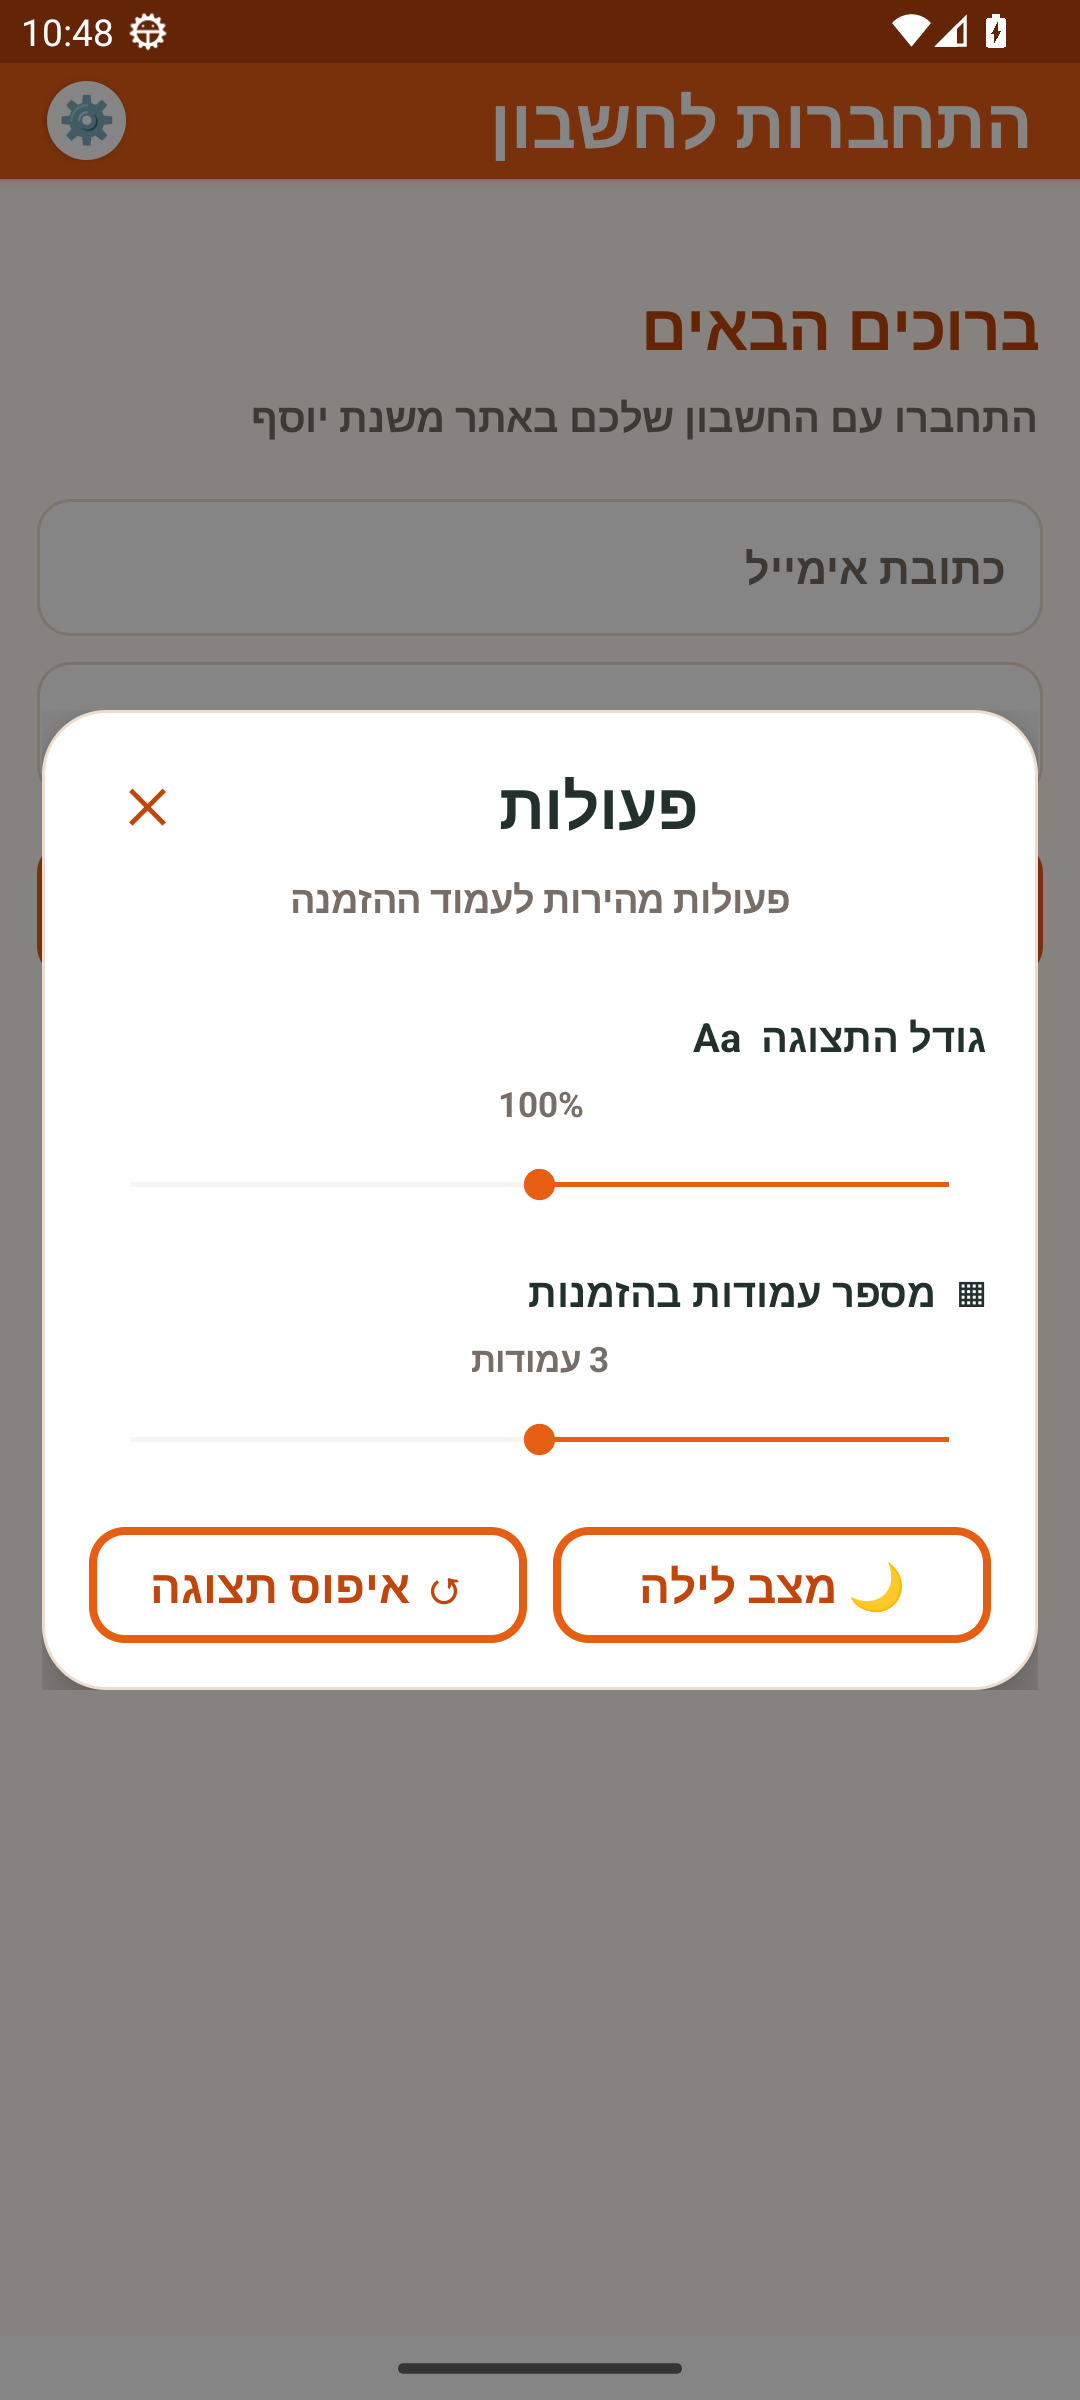 10:48
התחברות לחשבון
ברוכים הבאים
התחברו עם החשבון שלכם באתר משנת יוסף
כתובת אימייל
פעולות
פעולות מהירות לעמוד ההזמנה
גודל התצוגה Aa
100%
מספר עמודות בהזמנות
3 עמודות
מצב לילה
איפוס תצוגה